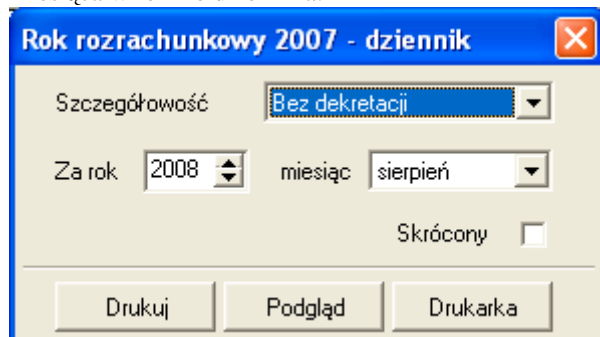 Rok rozrachunkowy 2007 - dziennik
Szczegółowość Bez dekretacji
Za rok 2008 miesiąc sierpień
Skrócony
Drukuj Podgląd Drukarka